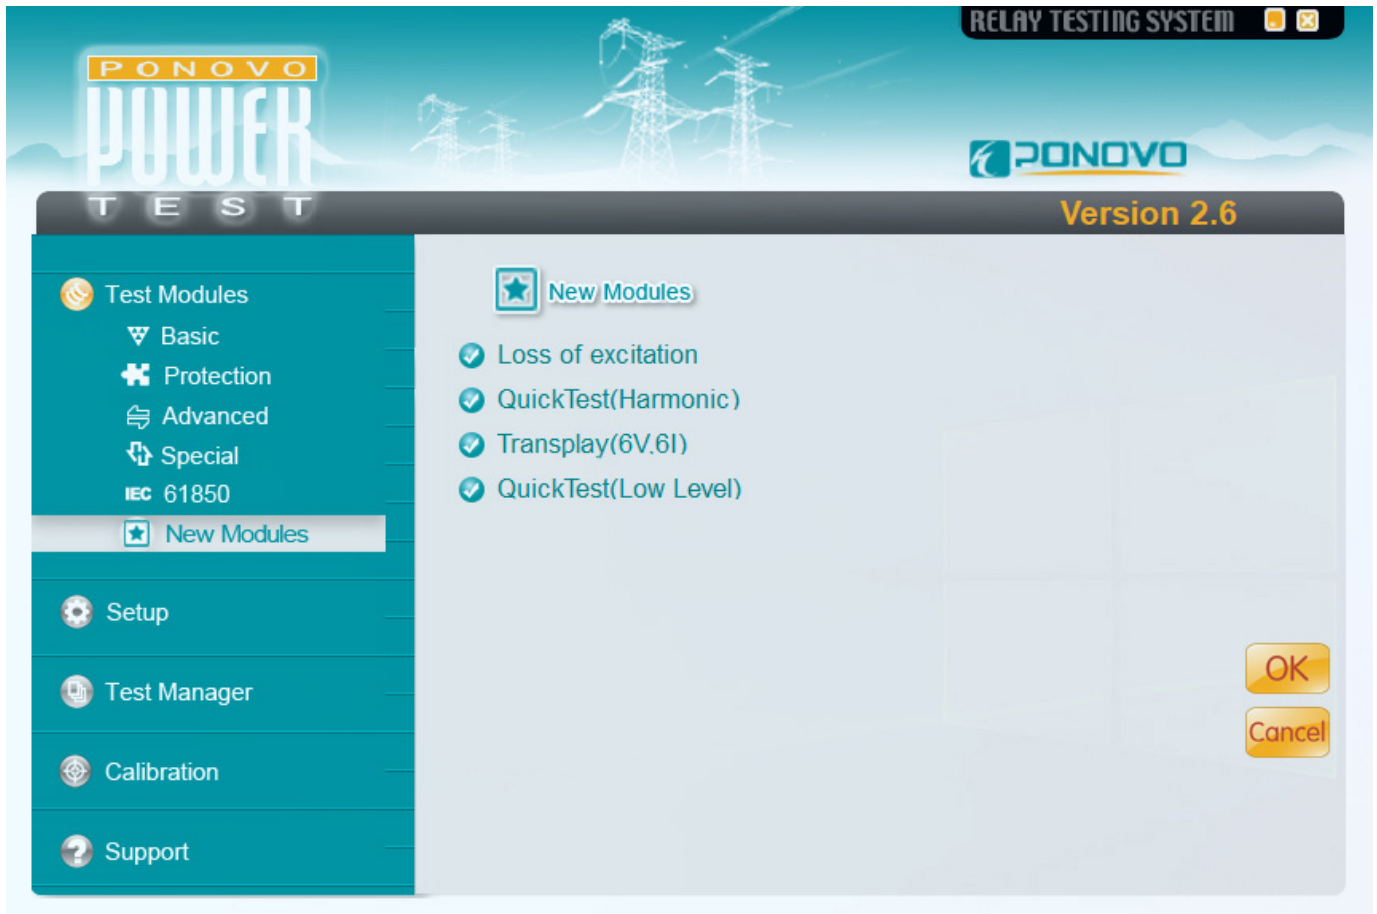 RELAY TESTING SYSTEM
PONOVO
POWER
TEST
PONOVO
Version 2.6
Test Modules
Basic
Protection
Advanced
Special
IEC 61850
New Modules
Setup
Test Manager
Calibration
Support
New Modules
Loss of excitation
QuickTest(Harmonic)
Transplay(6V.6I)
QuickTest(Low Level)
OK
Cancel